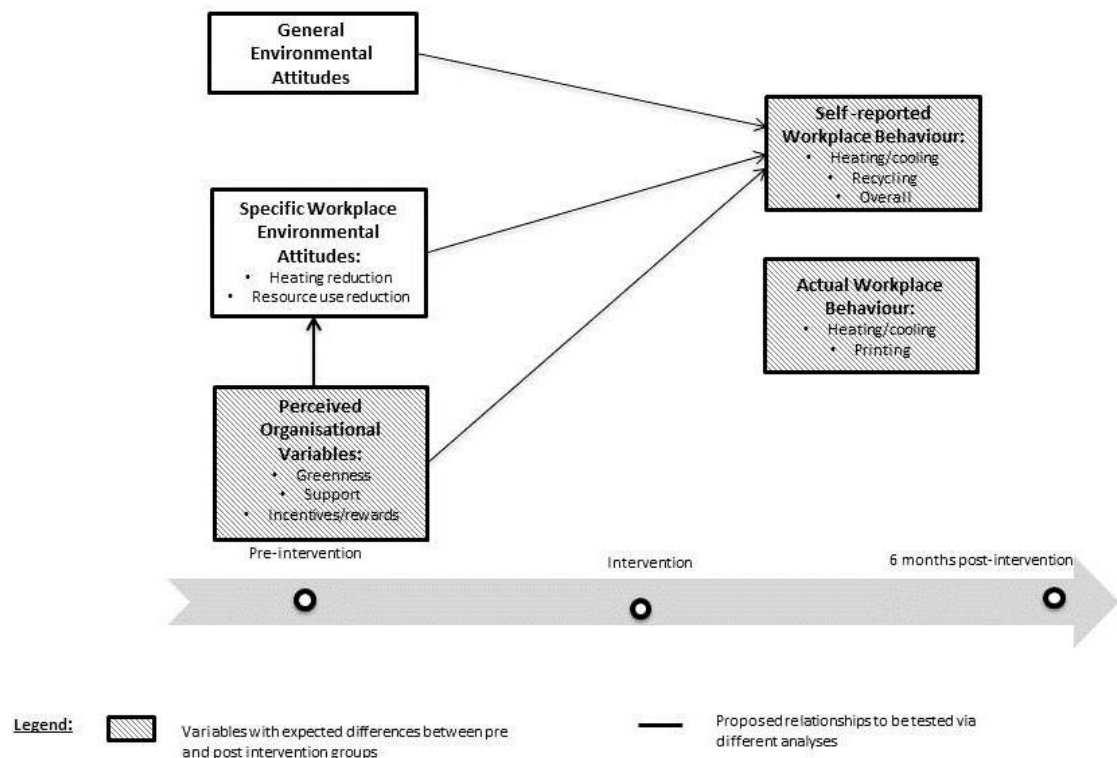 General
Environmental
Attitudes
Self -reported
Workplace Behaviour:
• Heating/cooling
• Recycling
• Overall
Specific Workplace
Environmental
Attitudes:
• Heating reduction
• Resource use reduction
Actual Workplace
Behaviour:
• Heating/cooling
• Printing
Perceived
Organisational
Variables:
• Greenness
• Support
• Incentives/rewards
Pre-intervention
Intervention
6 months post-intervention
Legend:
Variables with expected differences between pre
and post intervention groups
Proposed relationships to be tested via
different analyses